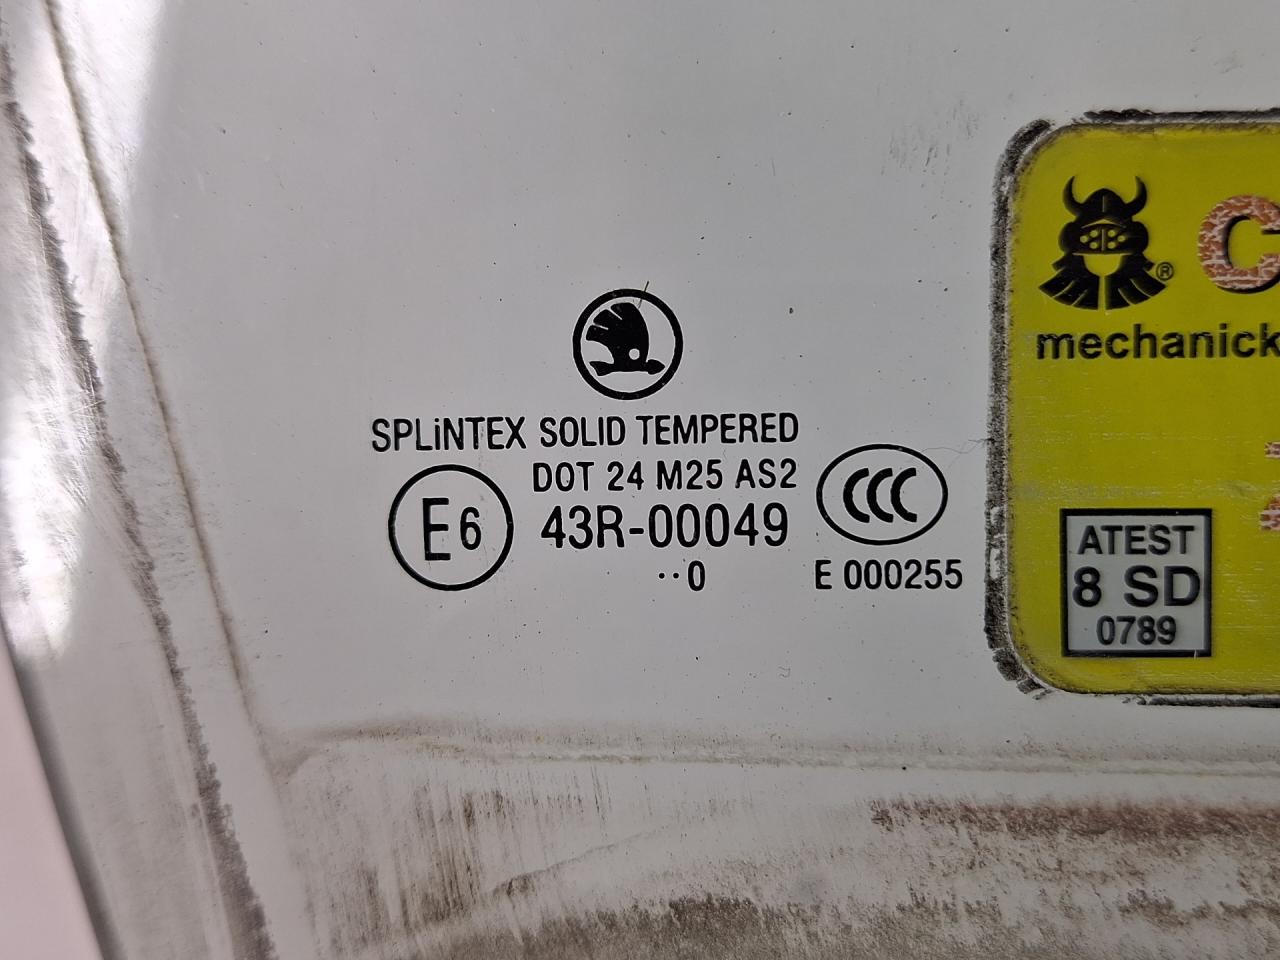 SPLiNTEX SOLID TEMPERED
DOT 24 M25 AS2
E6
43R-00049
··0
CCC
E 000255
®
mechanick
ATEST
8 SD
0789